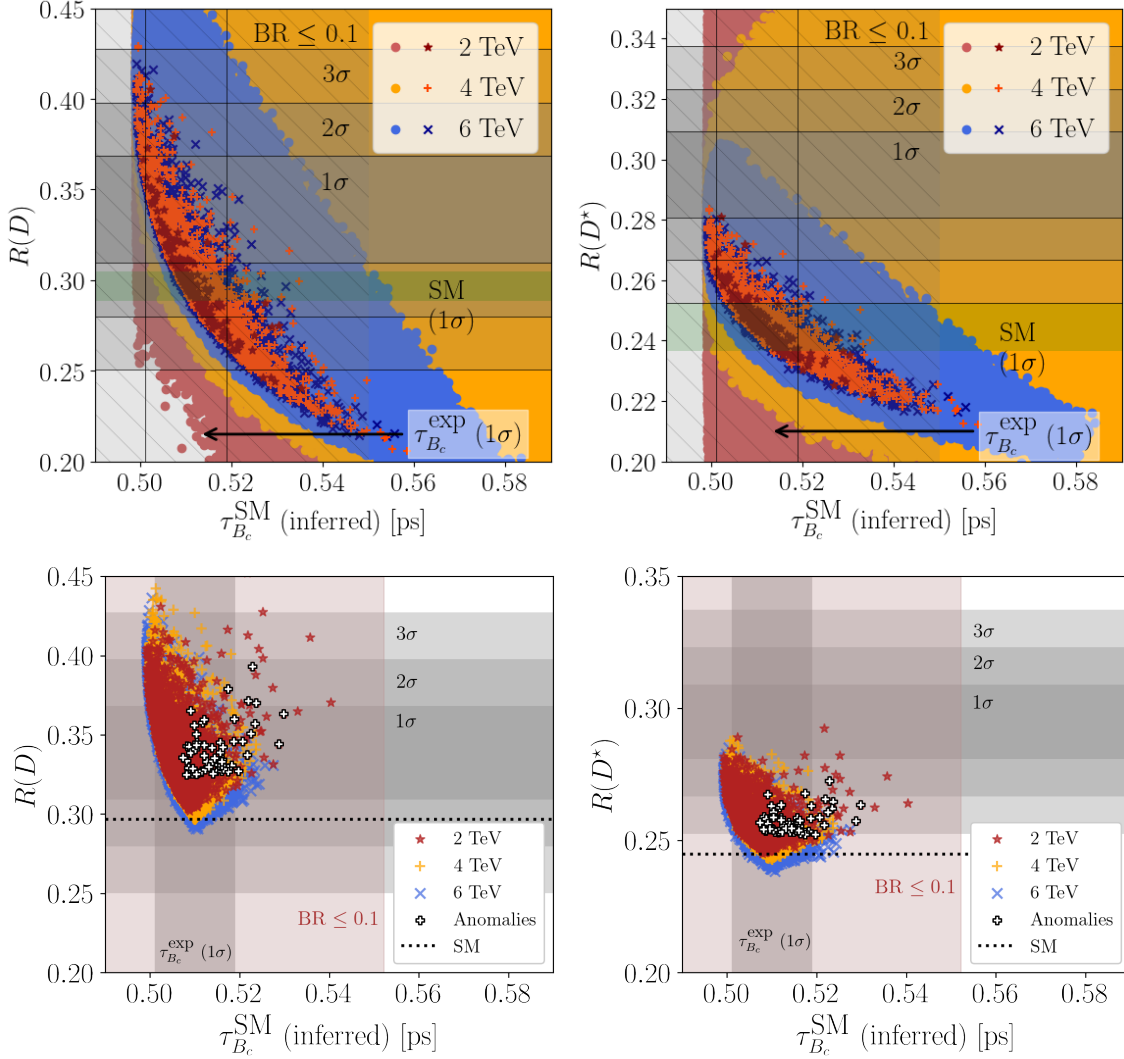 BR ≤ 0.1
3σ
2σ
1σ
2 TeV
4 TeV
6 TeV
SM
(1σ)
τ_{B_c}^{exp} (1σ)
R(D)
0.40
0.35
0.30
0.25
0.20
0.50 0.52 0.54 0.56 0.58
τ_{B_c}^{SM} (inferred) [ps]
BR ≤ 0.1
3σ
2σ
1σ
2 TeV
4 TeV
6 TeV
SM
(1σ)
τ_{B_c}^{exp} (1σ)
R(D⋆)
0.34
0.32
0.30
0.28
0.26
0.24
0.22
0.20
0.50 0.52 0.54 0.56 0.58
τ_{B_c}^{SM} (inferred) [ps]
3σ
2σ
1σ
2 TeV
4 TeV
6 TeV
Anomalies
SM
BR ≤ 0.1
τ_{B_c}^{exp} (1σ)
R(D)
0.45
0.40
0.35
0.30
0.25
0.20
0.50 0.52 0.54 0.56 0.58
τ_{B_c}^{SM} (inferred) [ps]
3σ
2σ
1σ
2 TeV
4 TeV
6 TeV
Anomalies
SM
BR ≤ 0.1
τ_{B_c}^{exp} (1σ)
R(D⋆)
0.35
0.30
0.25
0.20
0.50 0.52 0.54 0.56 0.58
τ_{B_c}^{SM} (inferred) [ps]